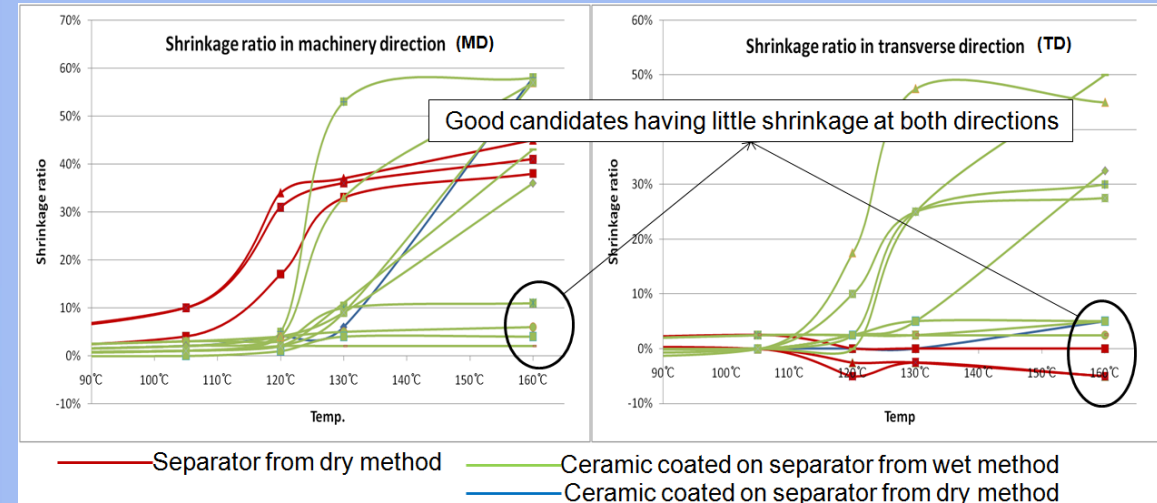 Shrinkage ratio in machinery direction (MD)
70%
60%
50%
40%
30%
20%
10%
0%
-10%
Shrinkage ratio
90℃ 100℃ 110℃ 120℃ 130℃ 140℃ 150℃ 160℃
Temp.
Shrinkage ratio in transverse direction (TD)
60%
50%
30%
20%
10%
0%
-10%
Shrinkage ratio
90℃ 100℃ 110℃ 120℃ 130℃ 140℃ 150℃ 160℃
Temp
Good candidates having little shrinkage at both directions
Separator from dry method
Ceramic coated on separator from wet method
Ceramic coated on separator from dry method